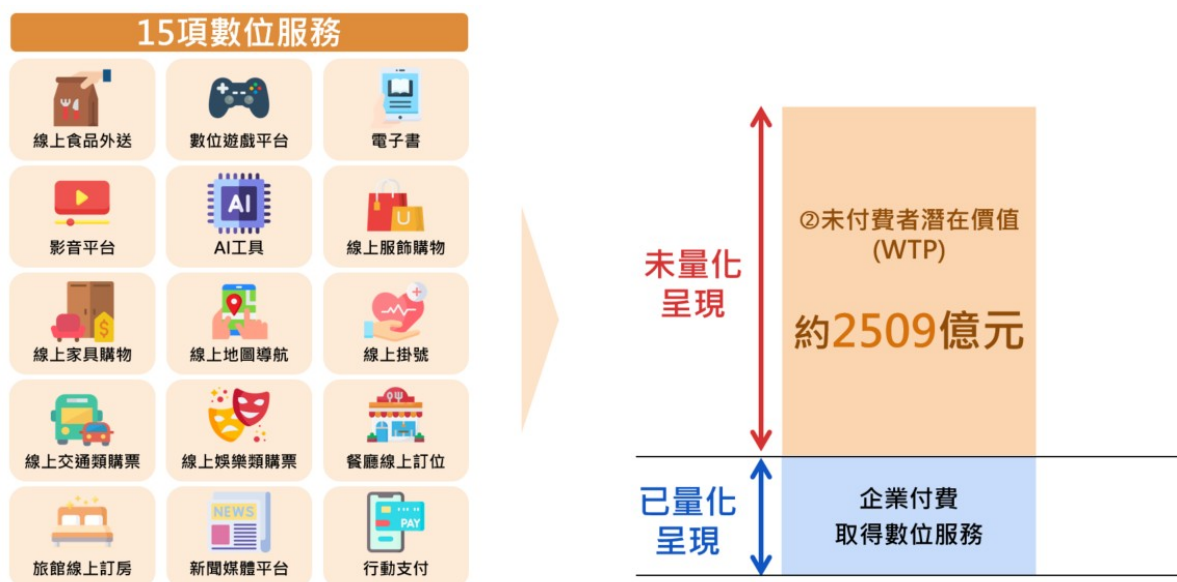 15項數位服務
線上食品外送
數位遊戲平台
電子書
影音平台
AI
AI工具
U
線上服飾購物
$
線上家具購物
線上地圖導航
線上掛號
線上交通類購票
線上娛樂類購票
餐廳線上訂位
旅館線上訂房
NEWS
新聞媒體平台
PAY
行動支付
未量化
呈現
②未付費者潛在價值
(WTP)
約2509億元
已量化
呈現
企業付費
取得數位服務